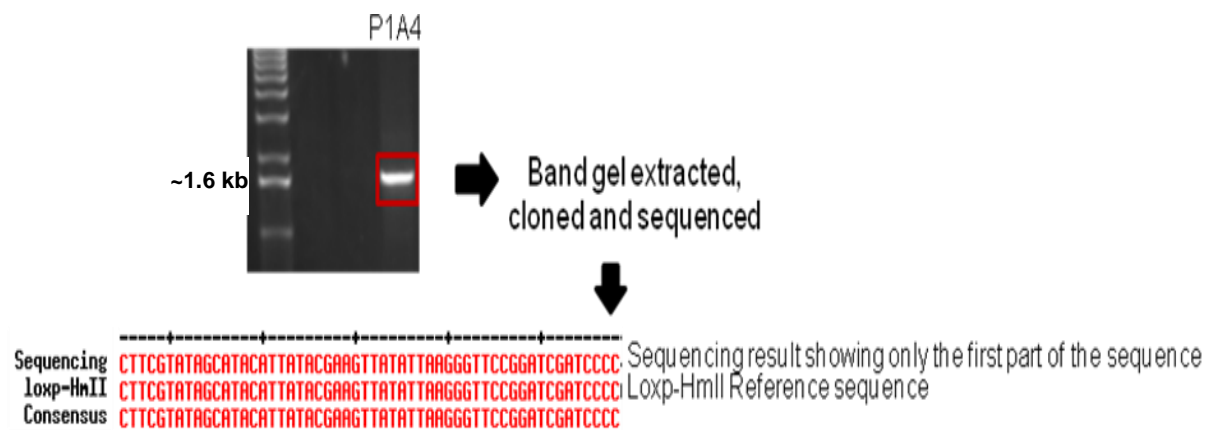 P1A4
~1.6 kb
Band gel extracted,
cloned and sequenced
Sequencing CTTCGTATAGCATACATTATACGAAGTTATATTAAGGGTTCCGGATCGATCCCC Sequencing result showing only the first part of the sequence
loxp-HmII CTTCGTATAGCATACATTATACGAAGTTATATTAAGGGTTCCGGATCGATCCCC Loxp-HmII Reference sequence
Consensus CTTCGTATAGCATACATTATACGAAGTTATATTAAGGGTTCCGGATCGATCCCC